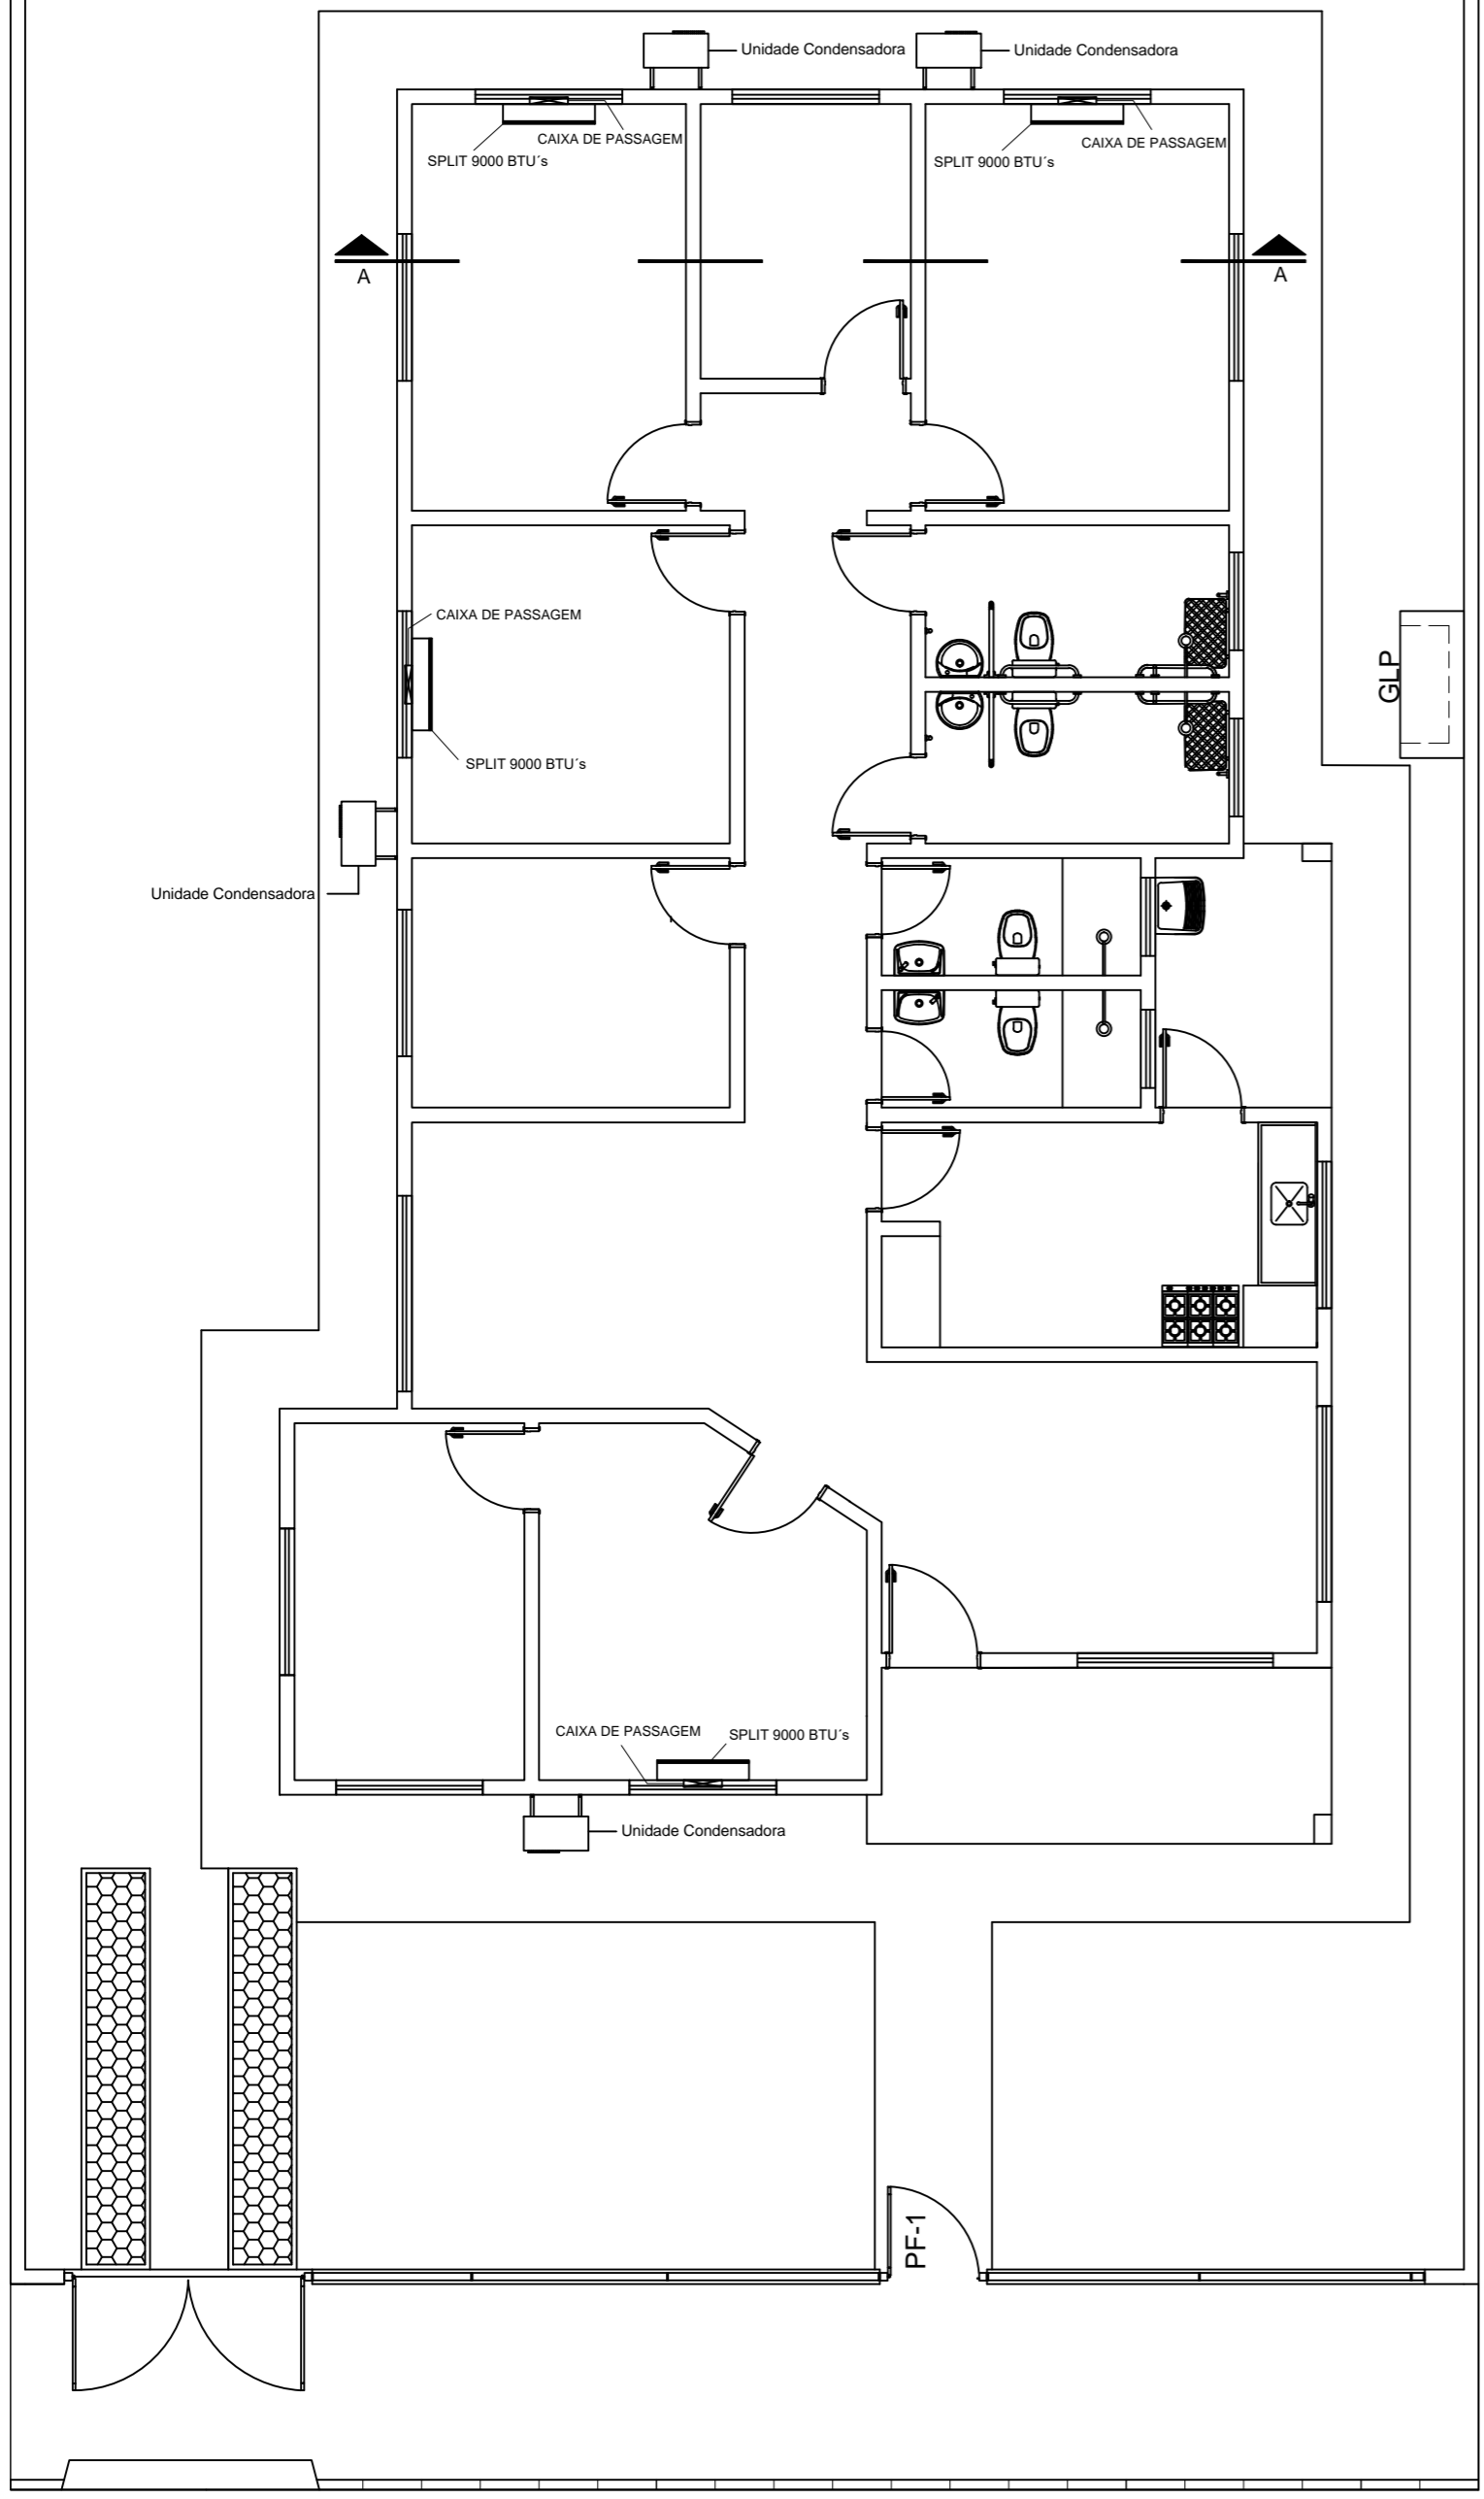 Unidade Condensadora
Unidade Condensadora
CAIXA DE PASSAGEM
SPLIT 9000 BTU´s
CAIXA DE PASSAGEM
SPLIT 9000 BTU´s
A
A
CAIXA DE PASSAGEM
SPLIT 9000 BTU´s
GLP
Unidade Condensadora
CAIXA DE PASSAGEM
SPLIT 9000 BTU´s
Unidade Condensadora
PF-1